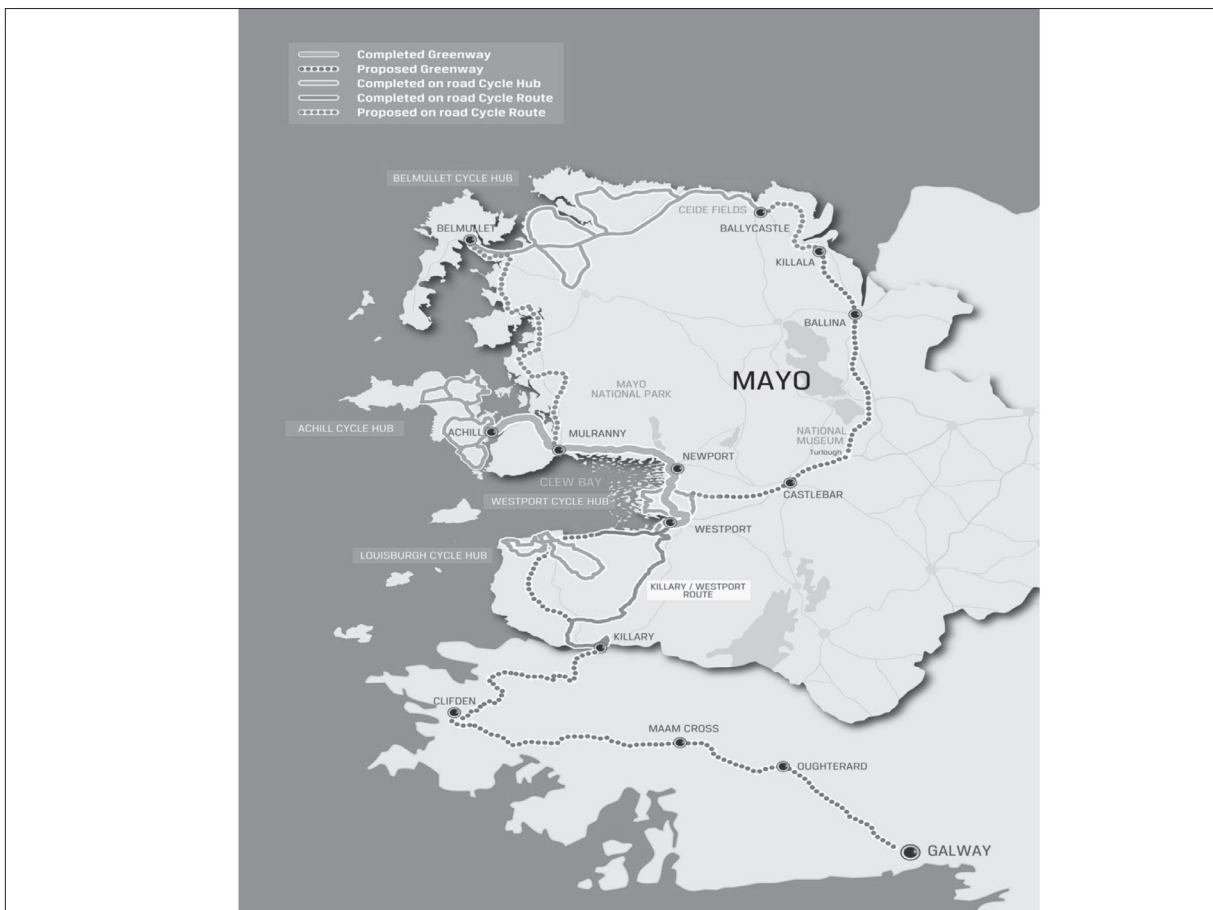 Completed Greenway
Proposed Greenway
Completed on road Cycle Hub
Completed on road Cycle Route
Proposed on road Cycle Route
BELMULLET CYCLE HUB
CEIDE FIELDS
BELMULLET
BALLYCASTLE
KILLALA
BALLINA
MAYO
MAYO
NATIONAL PARK
ACHILL CYCLE HUB
ACHILL
MULRANNY
NATIONAL
MUSEUM
Turlough
NEWPORT
CLEW BAY
CASTLEBAR
WESTPORT CYCLE HUB
WESTPORT
LOUISBURGH CYCLE HUB
KILLARY / WESTPORT
ROUTE
KILLARY
CLIFDEN
MAAM CROSS
OUGHTERARD
GALWAY